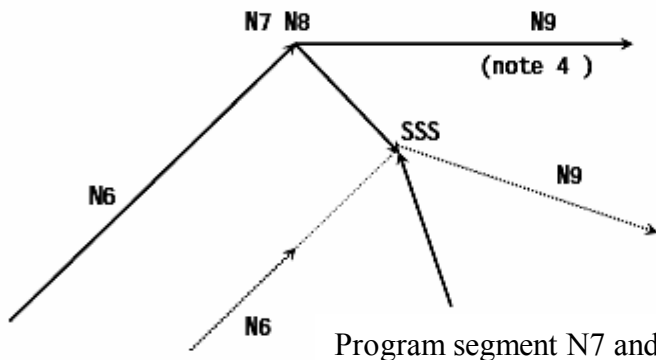 N7 N8 N9
(note 4 )
SSS
N9
N6
N6
Program segment N7 and